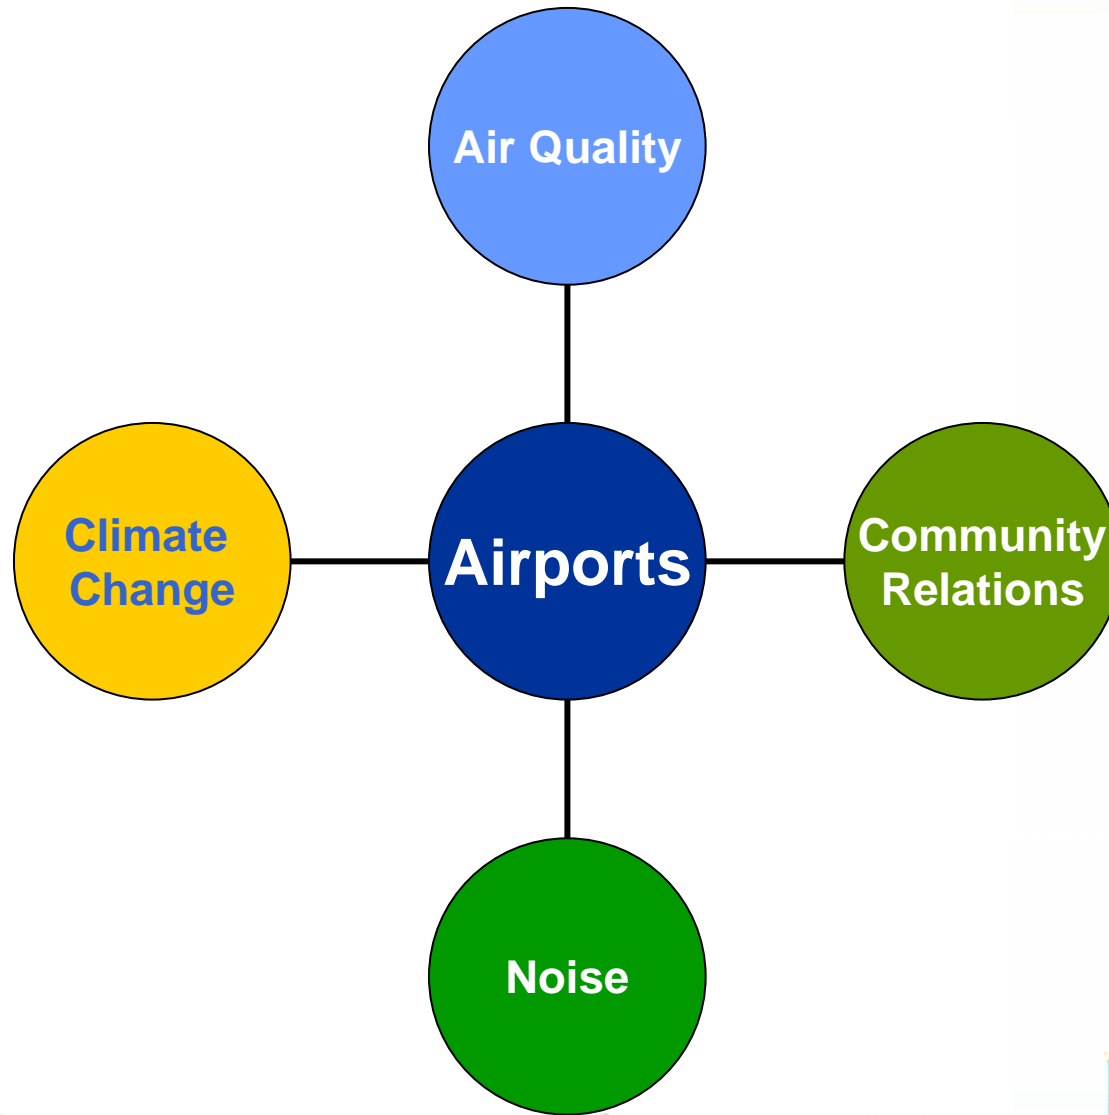 Air Quality
Climate
Change
Airports
Community
Relations
Noise